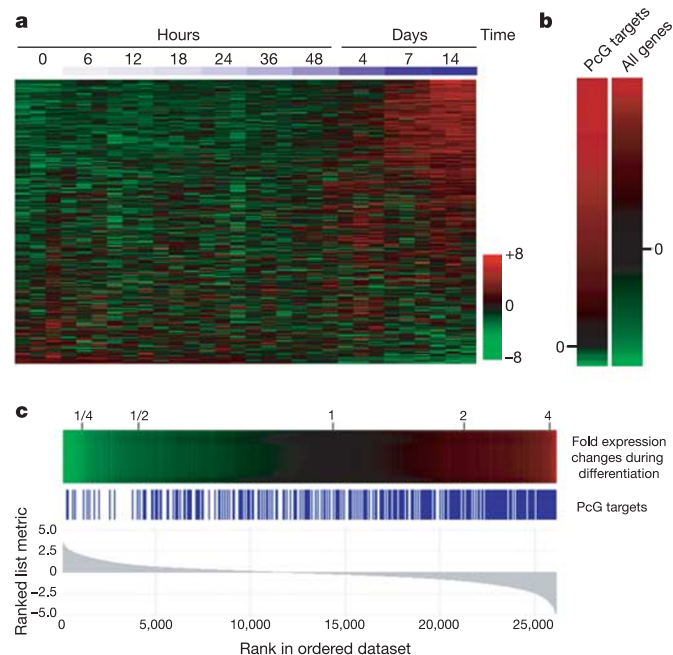 a
Hours Days Time
0 6 12 18 24 36 48 4 7 14
+8
0
−8
b
PcG targets
All genes
0
0
c
1/4 1/2 1 2 4
Fold expression
changes during
differentiation
PcG targets
Ranked list metric
5.0
2.5
0
−2.5
−5.0
0 5,000 10,000 15,000 20,000 25,000
Rank in ordered dataset